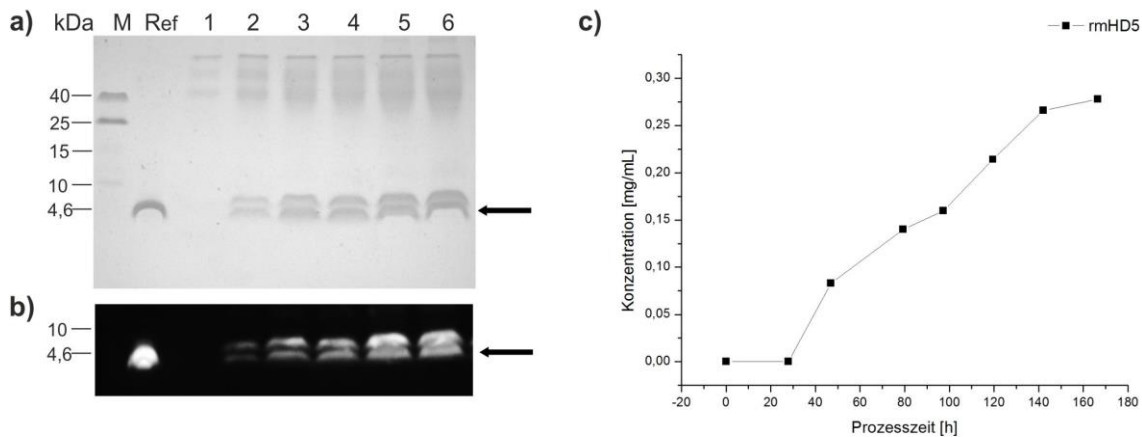 a)
kDa M Ref 1 2 3 4 5 6
40
25
15
10
4,6
b)
10
4,6
c)
rmHD5
0,30
0,25
0,20
0,15
0,10
0,05
0,00
Konzentration [mg/mL]
-20 0 20 40 60 80 100 120 140 160 180
Prozesszeit [h]